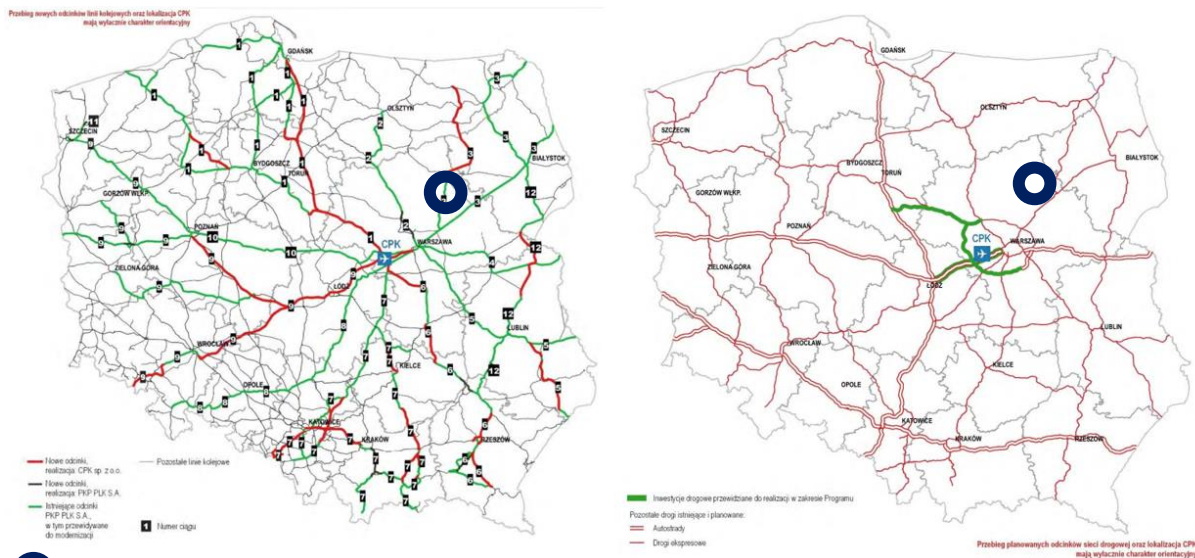 Przebieg nowych odcinków linii kolejowych oraz lokalizacja CPK
mają wyłącznie charakter orientacyjny
GDAŃSK
OLSZTYN
SZCZECIN
BYDGOSZCZ
TORUŃ
BIAŁYSTOK
GORZÓW WLKP.
POZNAŃ
CPK
WARSZAWA
ZIELONA GÓRA
ŁÓDŹ
LUBLIN
WROCŁAW
KIELCE
OPOLE
KATOWICE
KRAKÓW
RZESZÓW
Nowe odcinki,
realizacja: CPK sp. z o.o.
Pozostałe linie kolejowe
Nowe odcinki,
realizacja: PKP PLK S.A.
Istniejące odcinki
PKP PLK S.A.,
w tym przewidywane
do modernizacji
1 Numer ciągu
GDAŃSK
OLSZTYN
SZCZECIN
BYDGOSZCZ
BIAŁYSTOK
TORUŃ
GORZÓW WLKP.
POZNAŃ
CPK
WARSZAWA
ZIELONA GÓRA
ŁÓDŹ
LUBLIN
WROCŁAW
KIELCE
OPOLE
KATOWICE
KRAKÓW
RZESZÓW
Inwestycje drogowe przewidziane do realizacji w zakresie Programu
Pozostałe drogi istniejące i planowane:
Autostrady
Drogi ekspresowe
Przebieg planowanych odcinków sieci drogowej oraz lokalizacja CPK
mają wyłącznie charakter orientacyjny